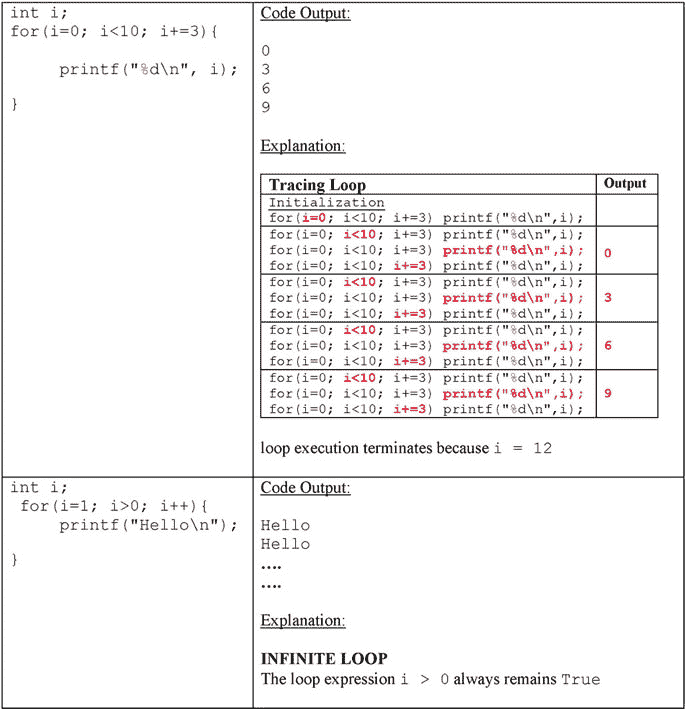 int i;
for(i=0; i<10; i+=3){
printf("%d\n", i);
}
Code Output:
0
3
6
9
Explanation:
Tracing Loop
Output
Initialization
for(i=0; i<10; i+=3) printf("%d\n",i);
for(i=0; i<10; i+=3) printf("%d\n",i);
for(i=0; i<10; i+=3) printf("%d\n",i);
for(i=0; i<10; i+=3) printf("%d\n",i);
0
for(i=0; i<10; i+=3) printf("%d\n",i);
for(i=0; i<10; i+=3) printf("%d\n",i);
for(i=0; i<10; i+=3) printf("%d\n",i);
3
for(i=0; i<10; i+=3) printf("%d\n",i);
for(i=0; i<10; i+=3) printf("%d\n",i);
for(i=0; i<10; i+=3) printf("%d\n",i);
6
for(i=0; i<10; i+=3) printf("%d\n",i);
for(i=0; i<10; i+=3) printf("%d\n",i);
for(i=0; i<10; i+=3) printf("%d\n",i);
9
loop execution terminates because i = 12
int i;
for(i=1; i>0; i++){
printf("Hello\n");
}
Code Output:
Hello
Hello
....
....
Explanation:
INFINITE LOOP
The loop expression i > 0 always remains True